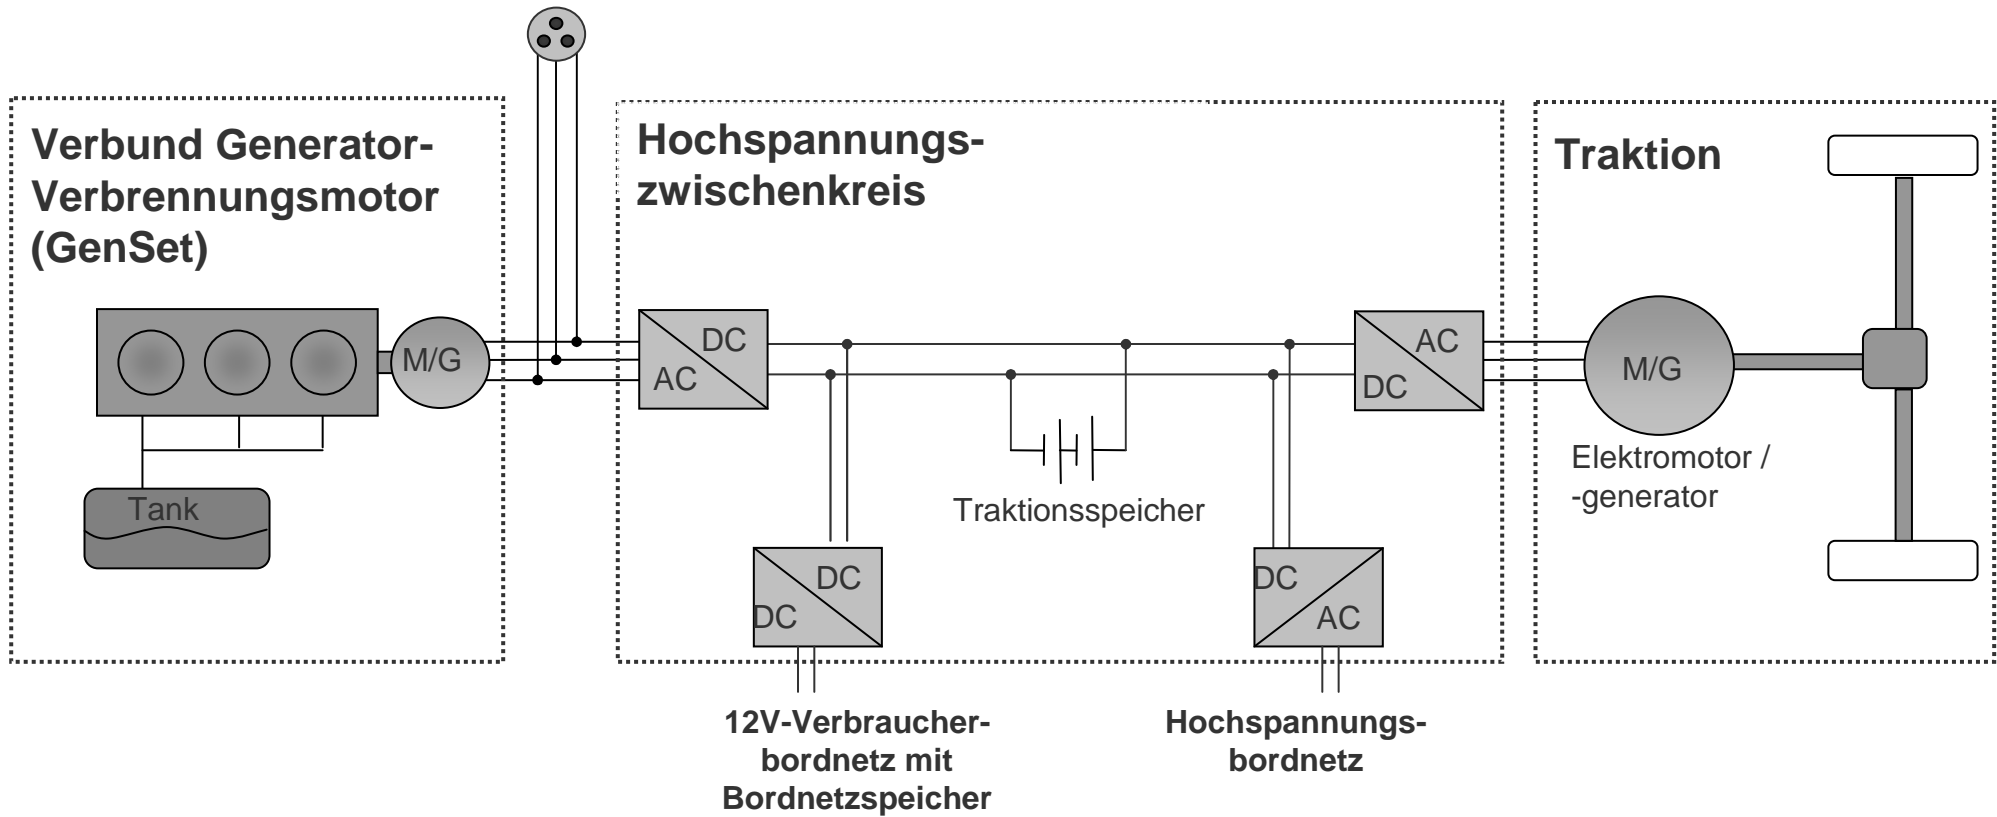 Verbund Generator-
Verbrennungsmotor
(GenSet)
Hochspannungs-
zwischenkreis
Traktion
M/G
DC
AC
AC
DC
M/G
Elektromotor /
-generator
Tank
Traktionsspeicher
DC
DC
DC
AC
12V-Verbraucher-
bordnetz mit
Bordnetzspeicher
Hochspannungs-
bordnetz